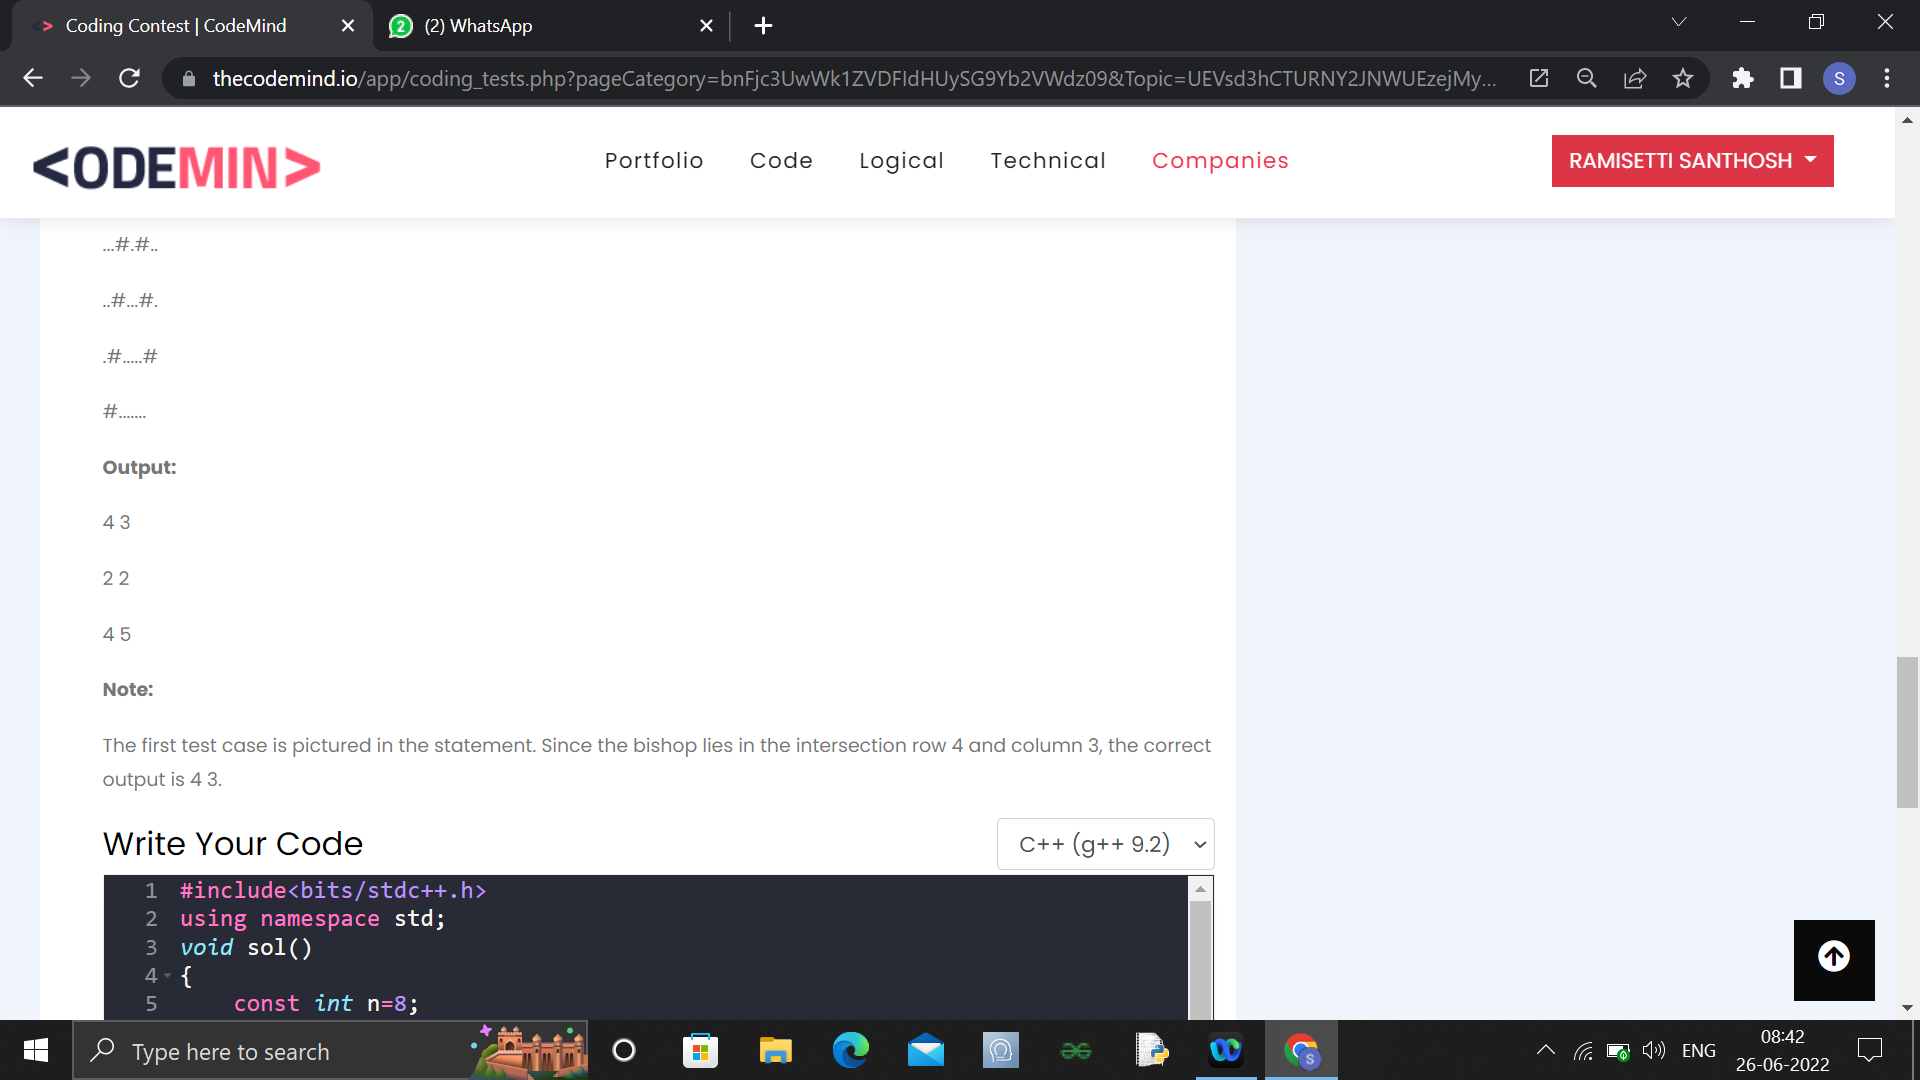 Coding Contest | CodeMind
(2) WhatsApp
thecodemind.io/app/coding_tests.php?pageCategory=bnFjc3UwWk1ZVDFIdHUySG9Yb2VWdz09&Topic=UEVsd3hCTURNY2JNWUEzejMy...
S
<ODEMIN>
Portfolio
Code
Logical
Technical
Companies
RAMISETTI SANTHOSH
...#.#..
..#...#.
.#.....#
#.......
Output:
4 3
2 2
4 5
Note:
The first test case is pictured in the statement. Since the bishop lies in the intersection row 4 and column 3, the correct
output is 4 3.
Write Your Code
C++ (g++ 9.2)
1 #include<bits/stdc++.h>
2 using namespace std;
3 void sol()
4 {
5 const int n=8;
Type here to search
ENG
08:42
26-06-2022